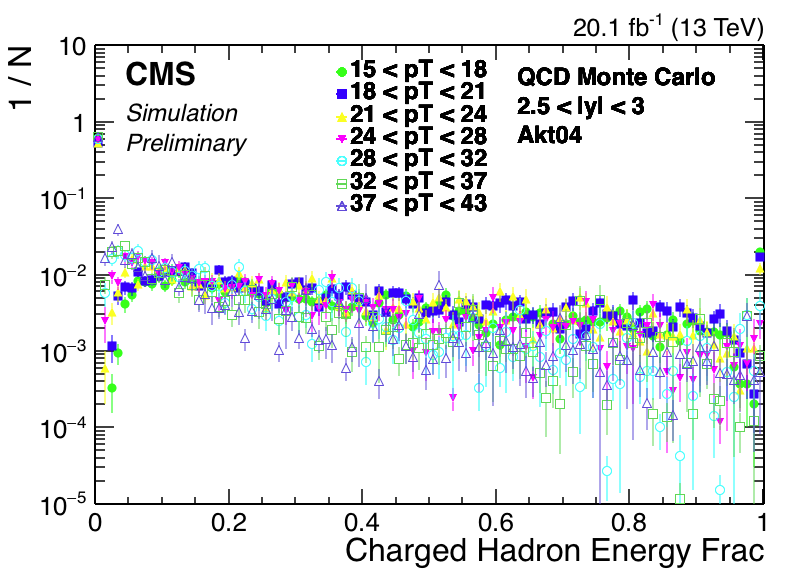 20.1 fb⁻¹ (13 TeV)
1 / N
CMS
Simulation
Preliminary
15 < pT < 18
18 < pT < 21
21 < pT < 24
24 < pT < 28
28 < pT < 32
32 < pT < 37
37 < pT < 43
QCD Monte Carlo
2.5 < |y| < 3
Akt04
10
1
10⁻¹
10⁻²
10⁻³
10⁻⁴
10⁻⁵
0 0.2 0.4 0.6 0.8 1
Charged Hadron Energy Frac